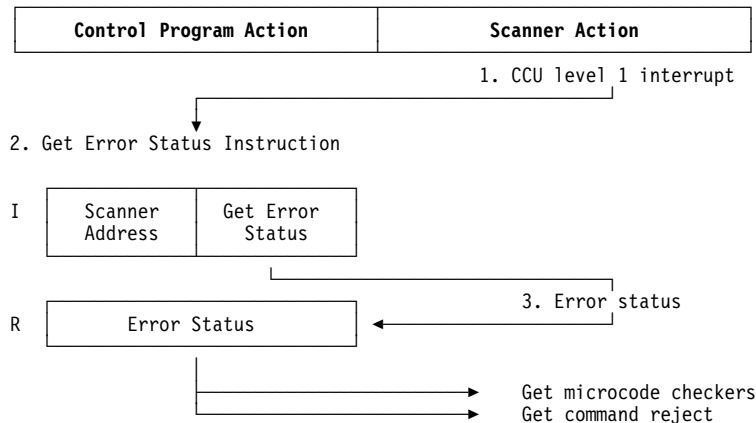 Control Program Action Scanner Action
1. CCU level 1 interrupt
2. Get Error Status Instruction
I Scanner Address Get Error Status
3. Error status
R Error Status
Get microcode checkers
Get command reject